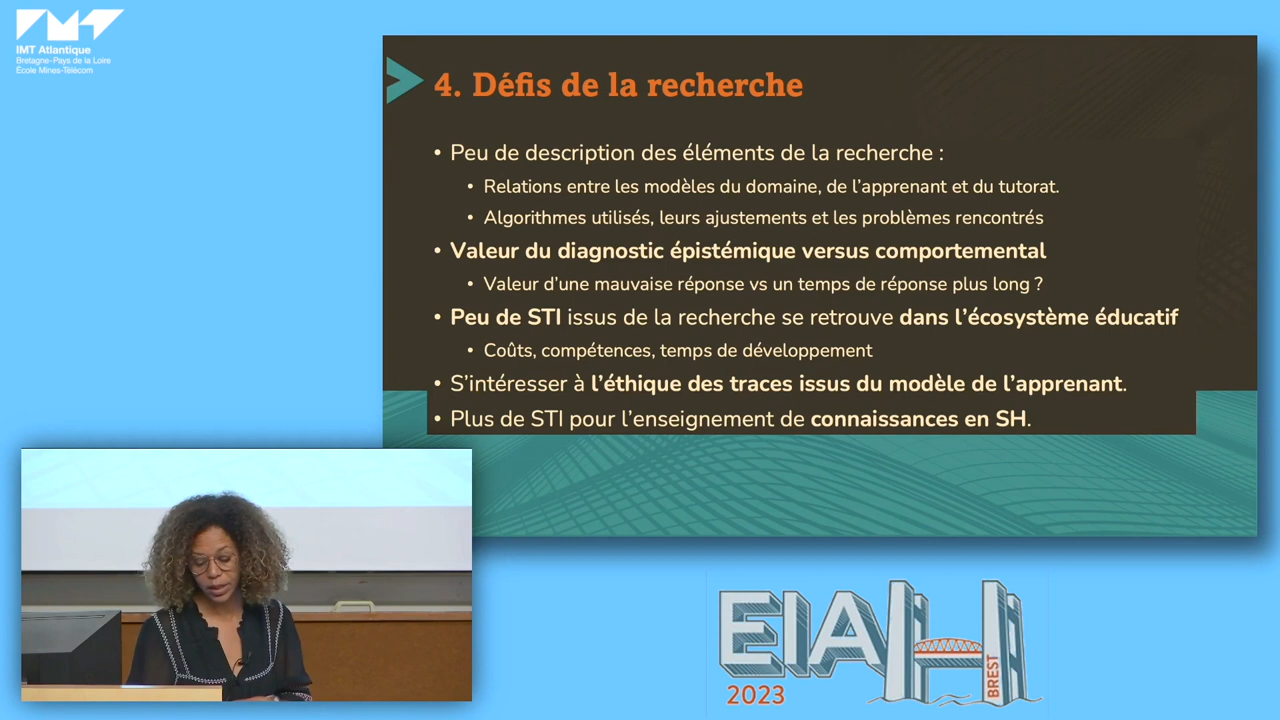 IMT Atlantique
Bretagne-Pays de la Loire
École Mines-Télécom
4. Défis de la recherche
• Peu de description des éléments de la recherche :
• Relations entre les modèles du domaine, de l’apprenant et du tutorat.
• Algorithmes utilisés, leurs ajustements et les problèmes rencontrés
• Valeur du diagnostic épistémique versus comportemental
• Valeur d’une mauvaise réponse vs un temps de réponse plus long ?
• Peu de STI issus de la recherche se retrouve dans l’écosystème éducatif
• Coûts, compétences, temps de développement
• S’intéresser à l’éthique des traces issus du modèle de l’apprenant.
• Plus de STI pour l’enseignement de connaissances en SH.
EIAH
2023
BREST